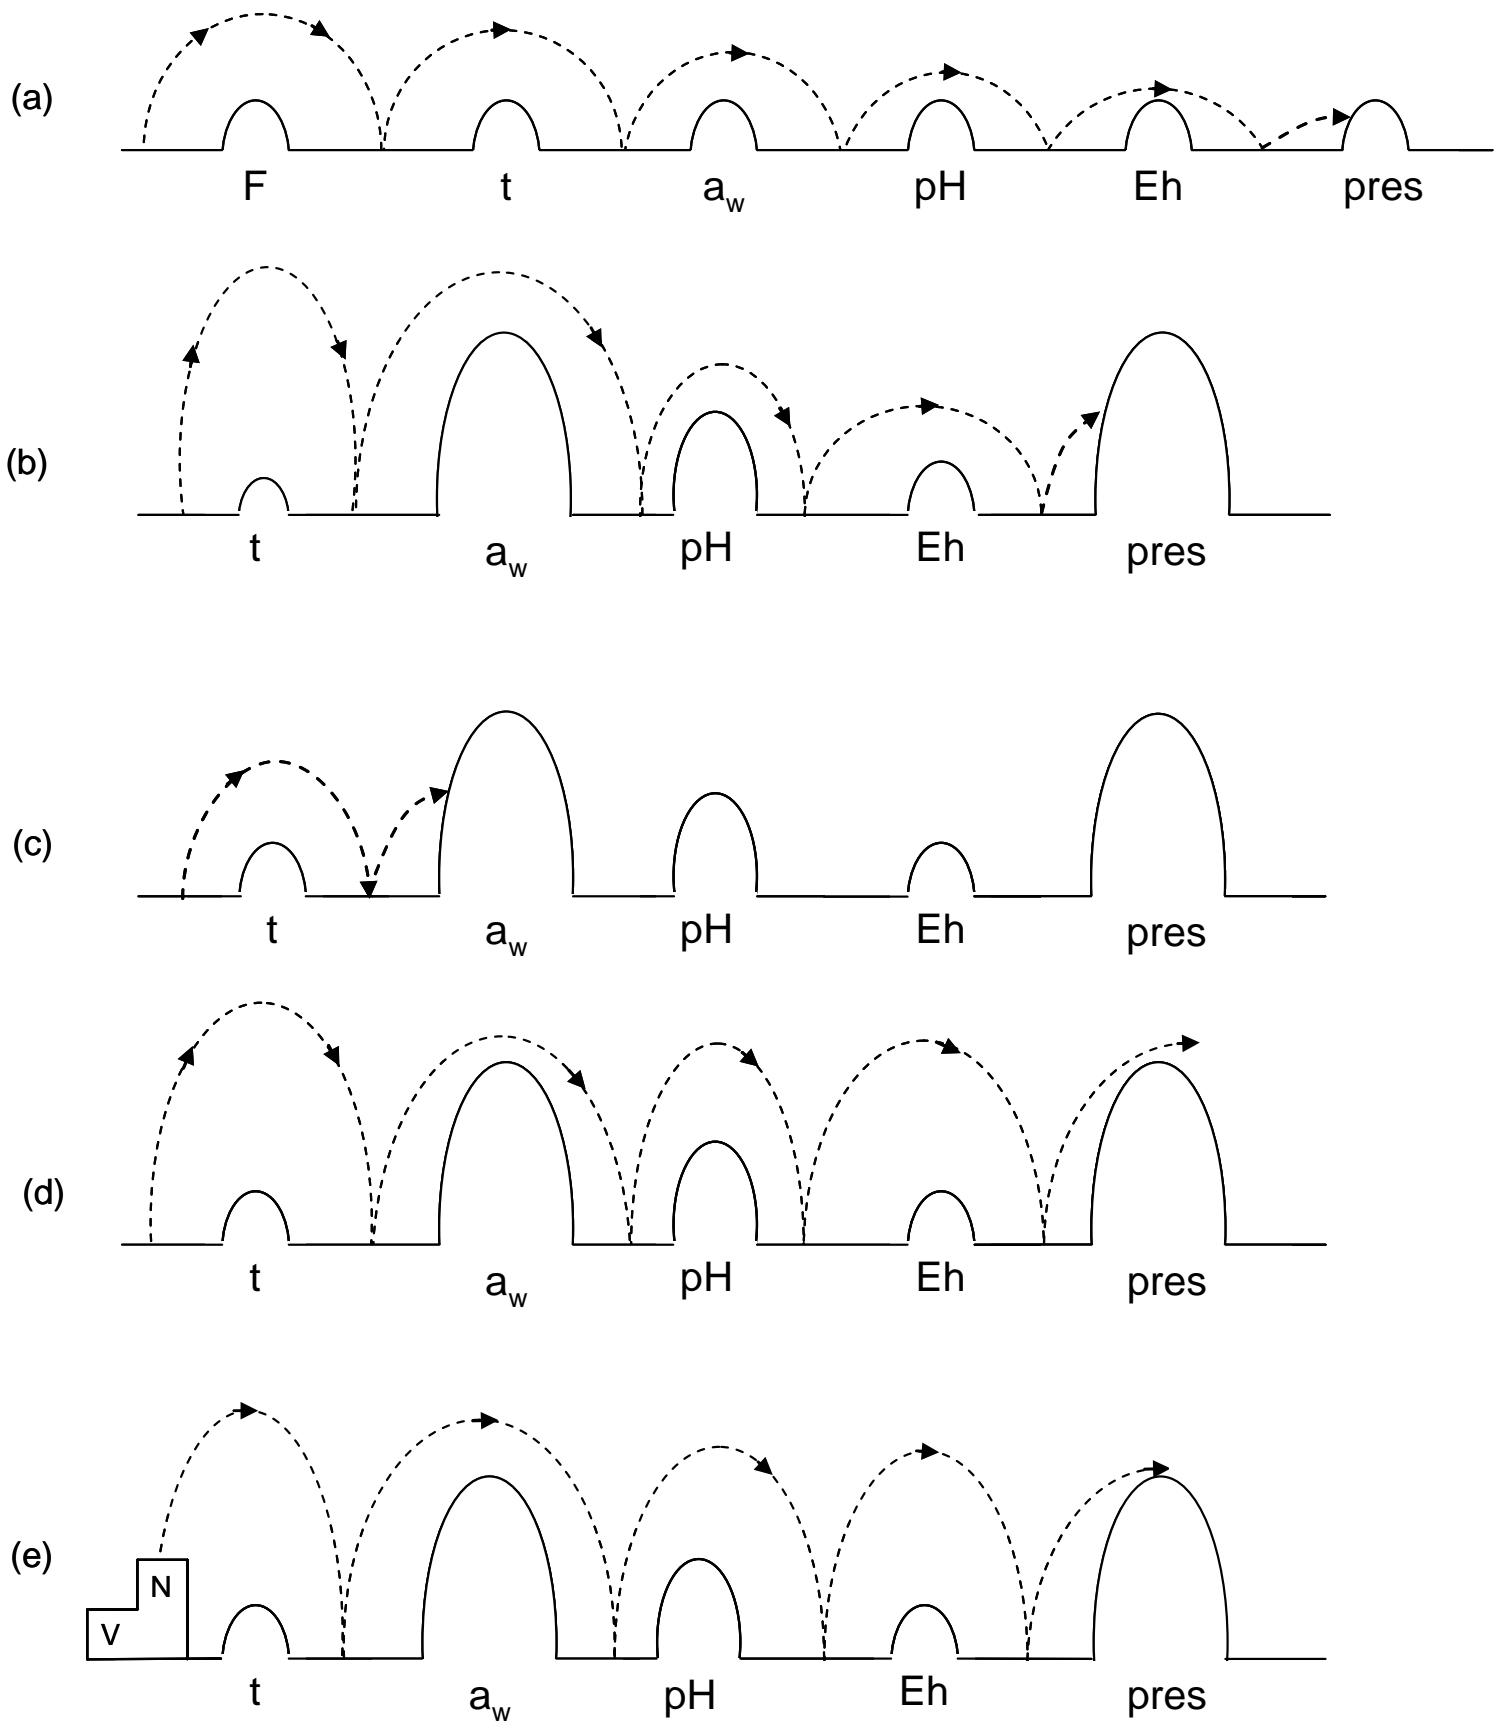 (a)
F t a_w pH Eh pres
(b)
t a_w pH Eh pres
(c)
t a_w pH Eh pres
(d)
t a_w pH Eh pres
(e)
N
V
t a_w pH Eh pres